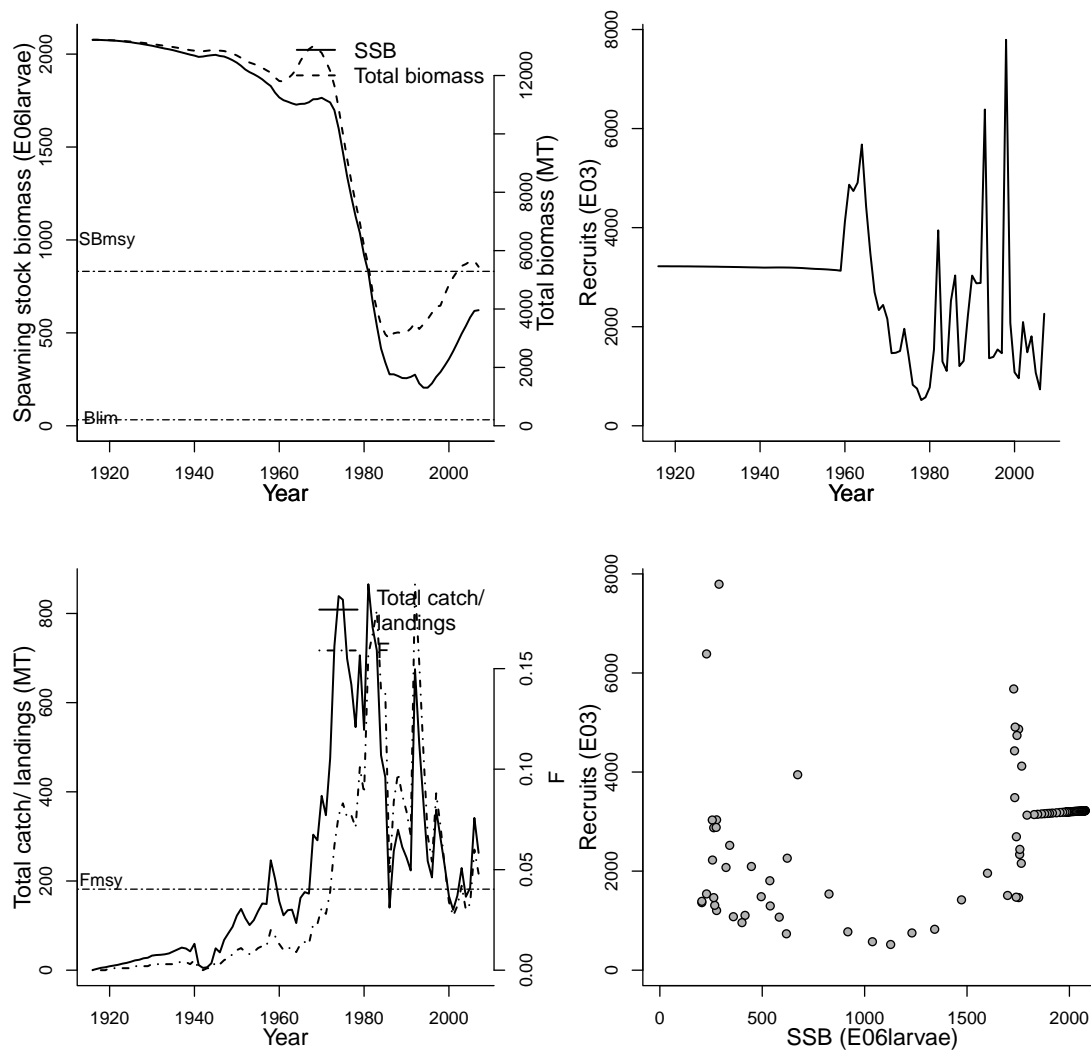 Spawning stock biomass (E06larvae)
0
500
1000
1500
2000
SSB
Total biomass
SBmsy
Blim
0
2000
4000
6000
8000
12000
Total biomass (MT)
1920
1940
1960
1980
2000
Year
Recruits (E03)
0
2000
4000
6000
8000
1920
1940
1960
1980
2000
Year
Total catch/ landings (MT)
0
200
400
600
800
Total catch/
landings
F
Fmsy
0.00
0.05
0.10
0.15
F
1920
1940
1960
1980
2000
Year
Recruits (E03)
0
2000
4000
6000
8000
0
500
1000
1500
2000
SSB (E06larvae)